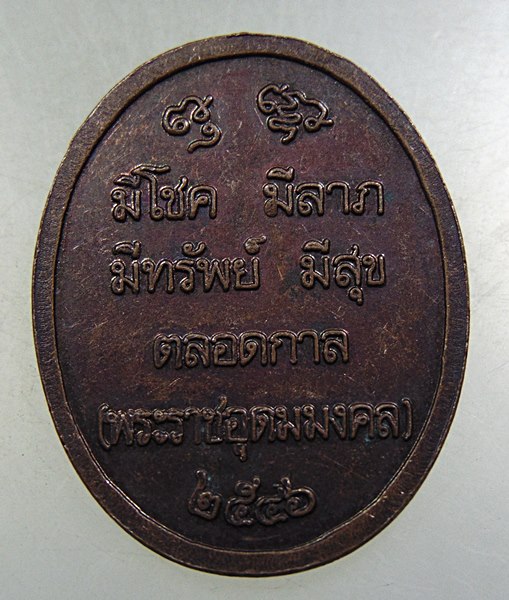 มีโชค มีลาภ
มีทรัพย์ มีสุข
ตลอดกาล
(พระราชอุดมมงคล)
๒๕๔๖